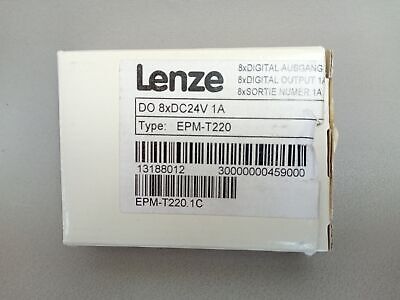 Lenze
8xDIGITAL AUSGANG
8xDIGITAL OUTPUT 1A
8xSORTIE NUMER.1A
DO 8xDC24V 1A
Type: EPM-T220
13188012 30000000459000
EPM-T220.1C